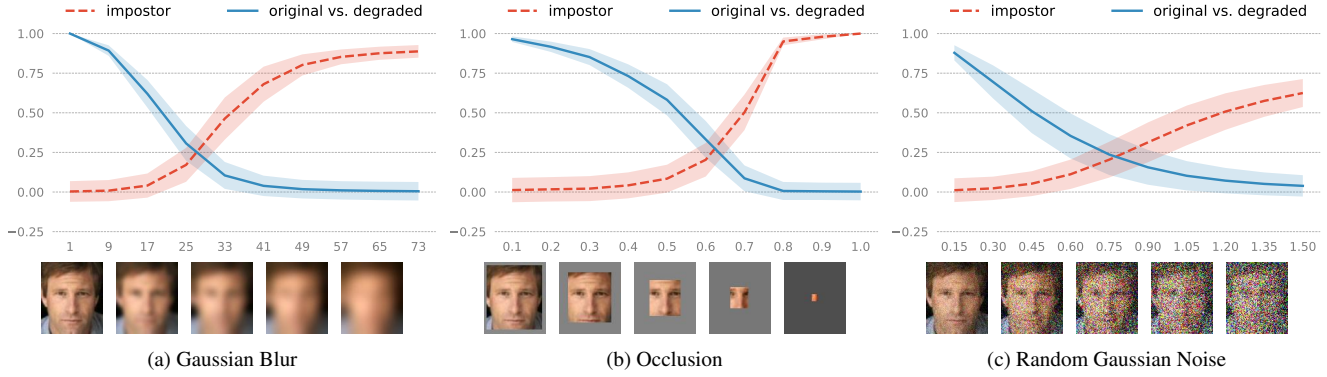 impostor original vs. degraded impostor original vs. degraded impostor original vs. degraded
1.00 1.00 1.00
0.75 0.75 0.75
0.50 0.50 0.50
0.25 0.25 0.25
0.00 0.00 0.00
−0.25 −0.25 −0.25
1 9 17 25 33 41 49 57 65 73 0.1 0.2 0.3 0.4 0.5 0.6 0.7 0.8 0.9 1.0 0.15 0.30 0.45 0.60 0.75 0.90 1.05 1.20 1.35 1.50
(a) Gaussian Blur (b) Occlusion (c) Random Gaussian Noise